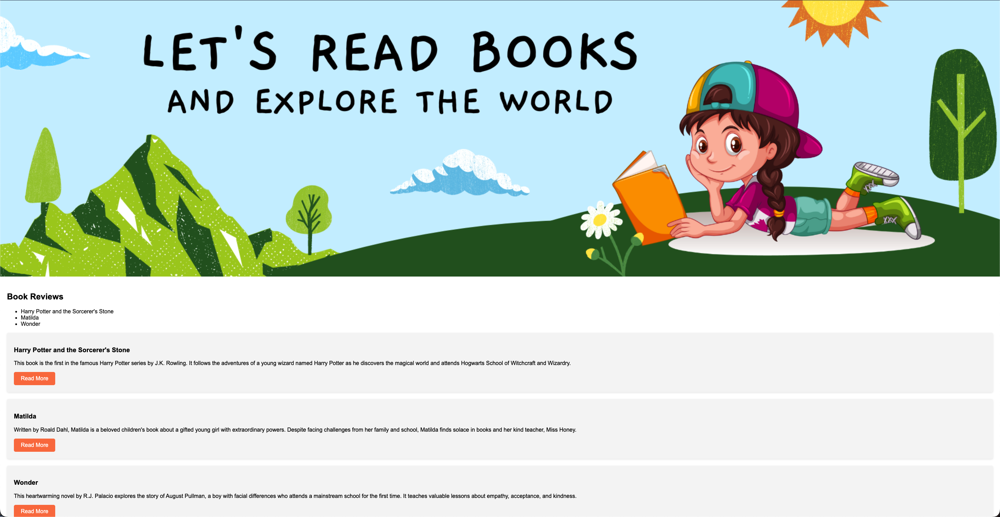 LET'S READ BOOKS
AND EXPLORE THE WORLD
Book Reviews
Harry Potter and the Sorcerer's Stone
Matilda
Wonder
Harry Potter and the Sorcerer's Stone
This book is the first in the famous Harry Potter series by J.K. Rowling. It follows the adventures of a young wizard named Harry Potter as he discovers the magical world and attends Hogwarts School of Witchcraft and Wizardry.
Read More
Matilda
Written by Roald Dahl, Matilda is a beloved children's book about a gifted young girl with extraordinary powers. Despite facing challenges from her family and school, Matilda finds solace in books and her kind teacher, Miss Honey.
Read More
Wonder
This heartwarming novel by R.J. Palacio explores the story of August Pullman, a boy with facial differences who attends a mainstream school for the first time. It teaches valuable lessons about empathy, acceptance, and kindness.
Read More